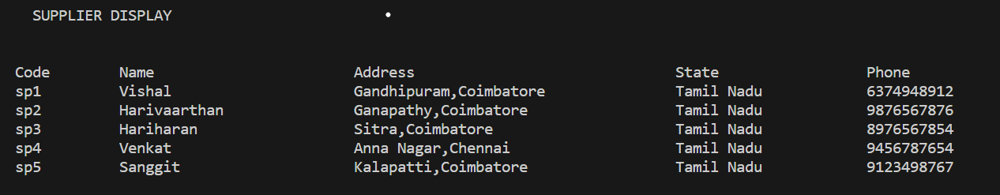 SUPPLIER DISPLAY
Code Name Address State Phone
sp1 Vishal Gandhipuram,Coimbatore Tamil Nadu 6374948912
sp2 Harivaarthan Ganapathy,Coimbatore Tamil Nadu 9876567876
sp3 Hariharan Sitra,Coimbatore Tamil Nadu 8976567854
sp4 Venkat Anna Nagar,Chennai Tamil Nadu 9456787654
sp5 Sanggit Kalapatti,Coimbatore Tamil Nadu 9123498767